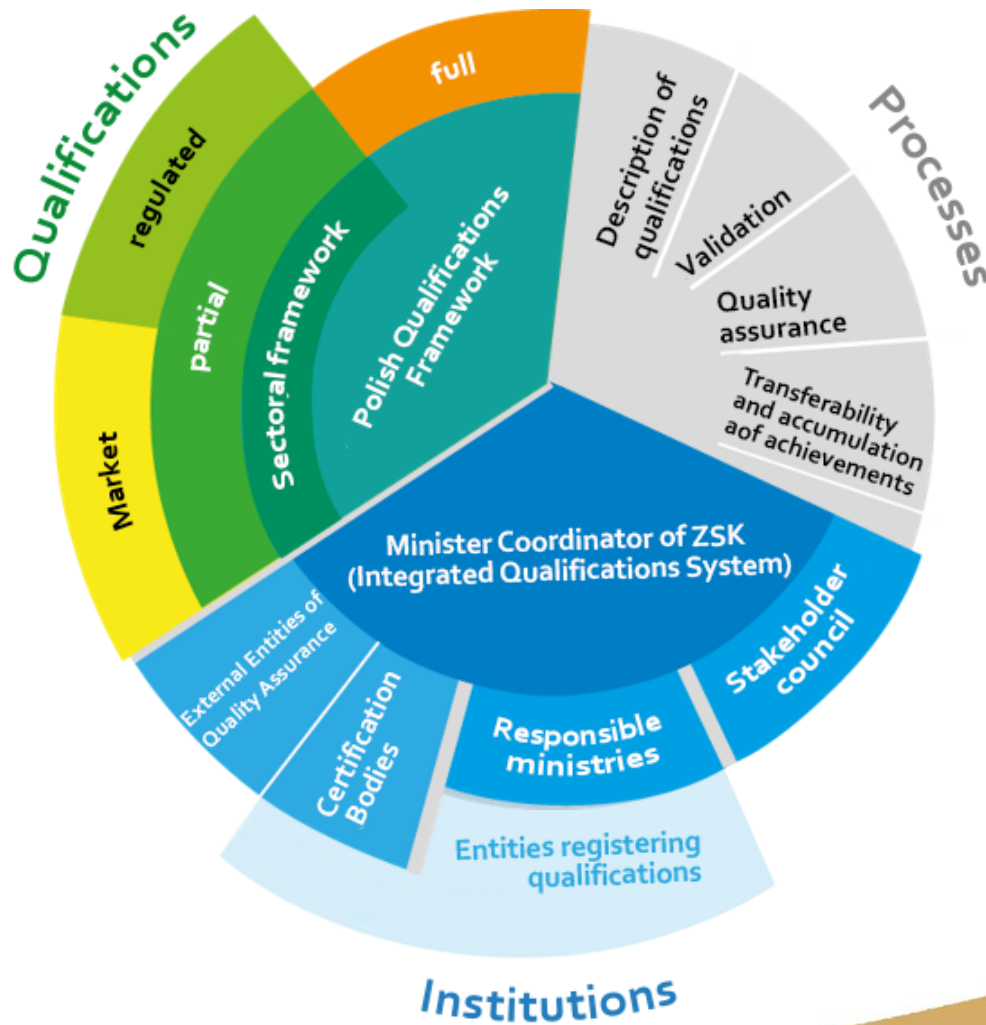 Qualifications
regulated
Market
partial
full
Sectoral framework
Polish Qualifications
Framework
Processes
Description of
qualifications
Validation
Quality
assurance
Transferability
and accumulation
aof achievements
Minister Coordinator of ZSK
(Integrated Qualifications System)
External Entities of
Quality Assurance
Certification
Bodies
Responsible
ministries
Stakeholder
council
Entities registering
qualifications
Institutions